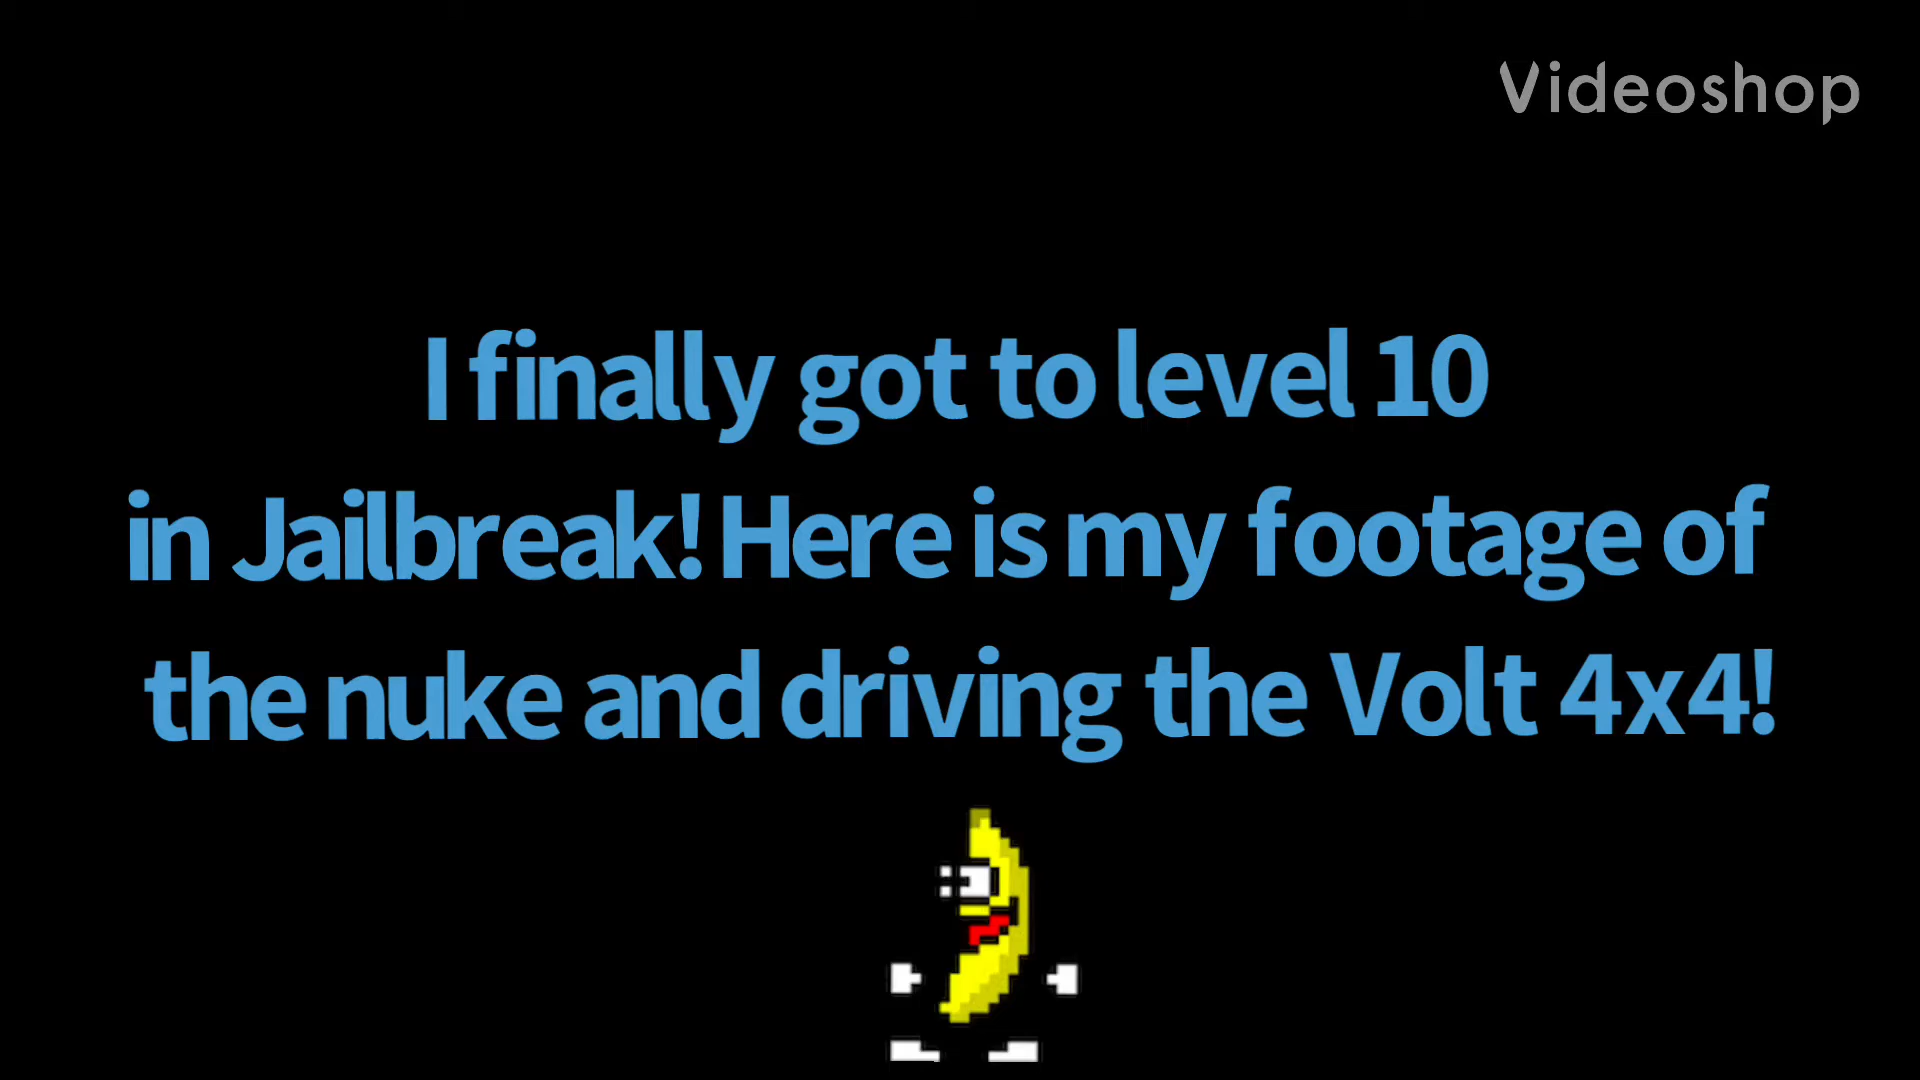 Videoshop
I finally got to level 10
in Jailbreak! Here is my footage of
the nuke and driving the Volt 4x4!